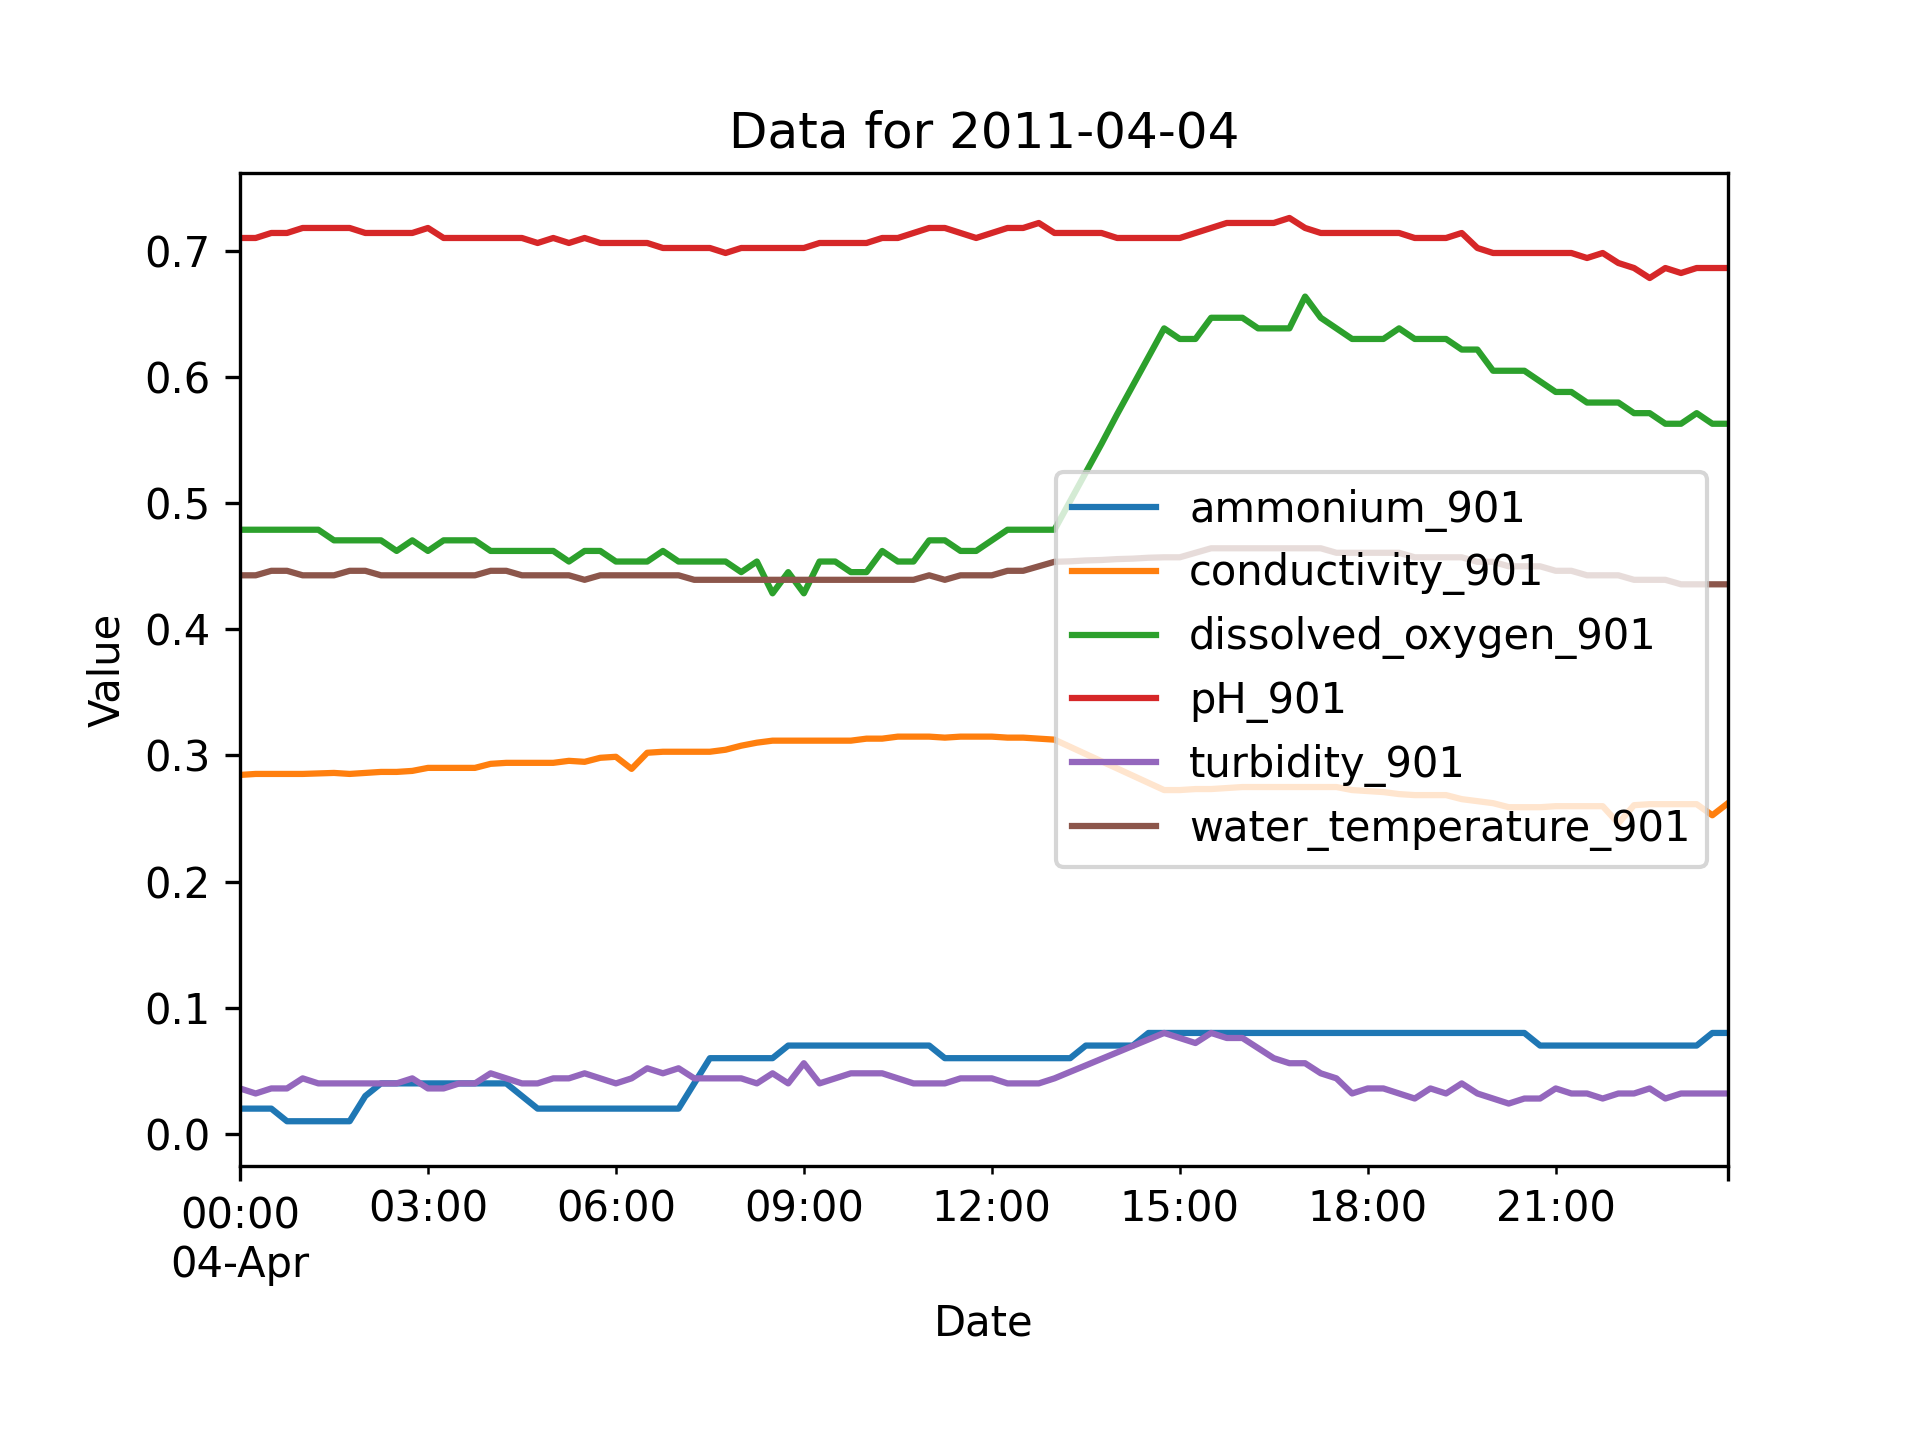 Data for 2011-04-04
Value
0.7
0.6
0.5
0.4
0.3
0.2
0.1
0.0
ammonium_901
conductivity_901
dissolved_oxygen_901
pH_901
turbidity_901
water_temperature_901
00:00
04-Apr
03:00
06:00
09:00
12:00
15:00
18:00
21:00
Date